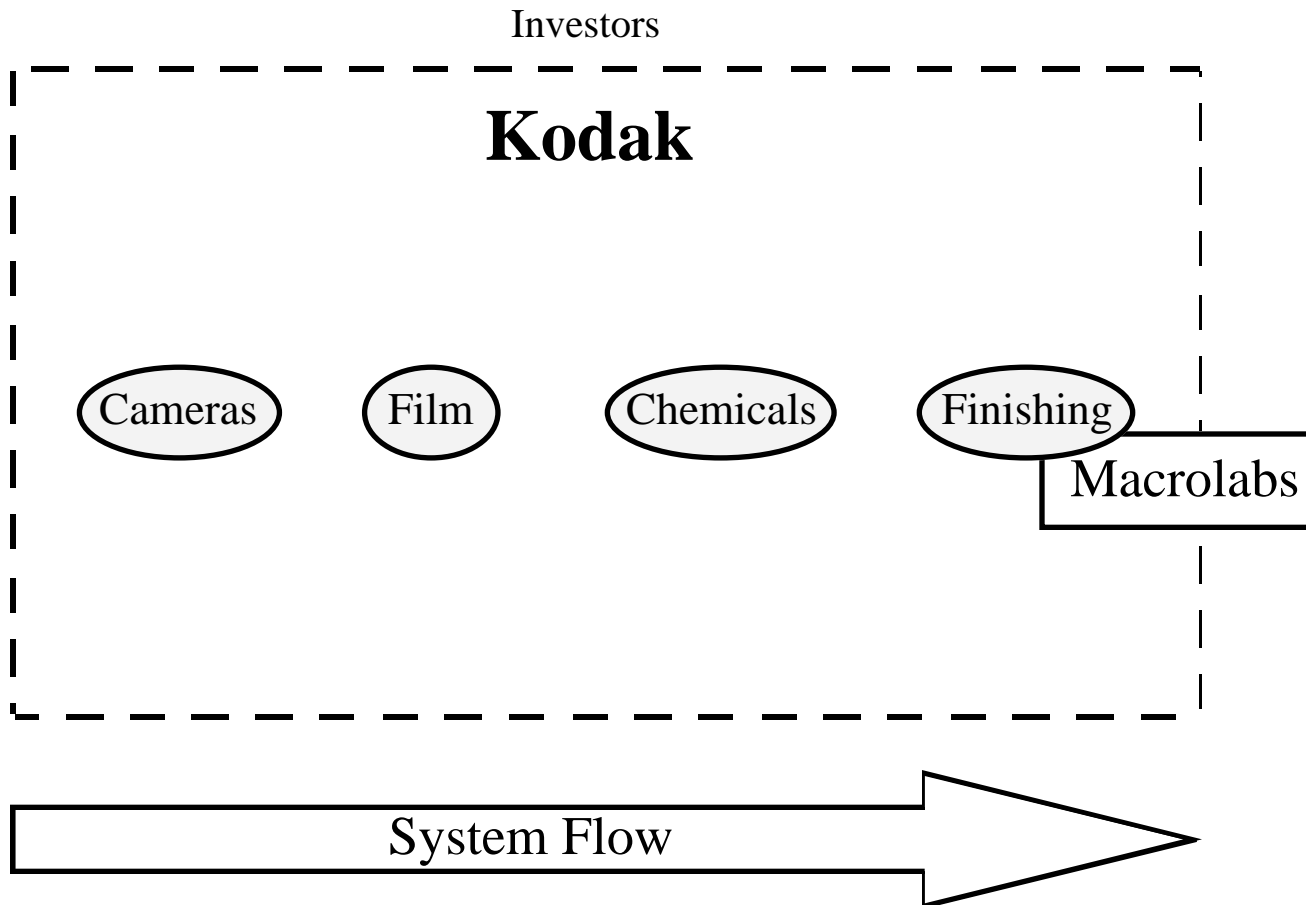 Investors
Kodak
Cameras Film Chemicals Finishing
Macrolabs
System Flow